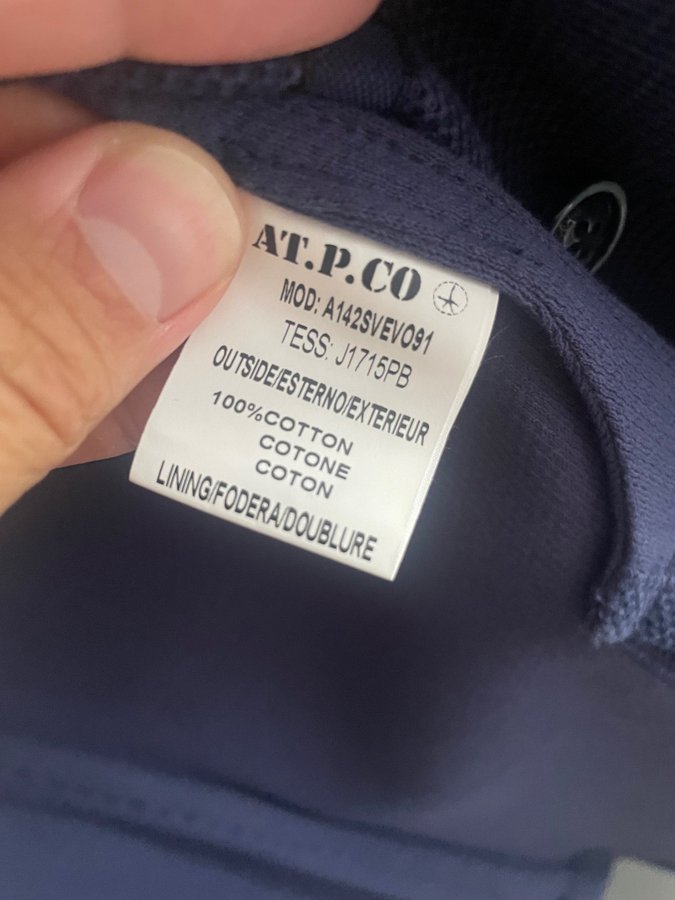 AT.P.CO
MOD: A142SVEVO91
TESS: J1715PB
OUTSIDE/ESTERNO/EXTERIEUR
100%COTTON
COTONE
COTON
LINING/FODERA/DOUBLURE